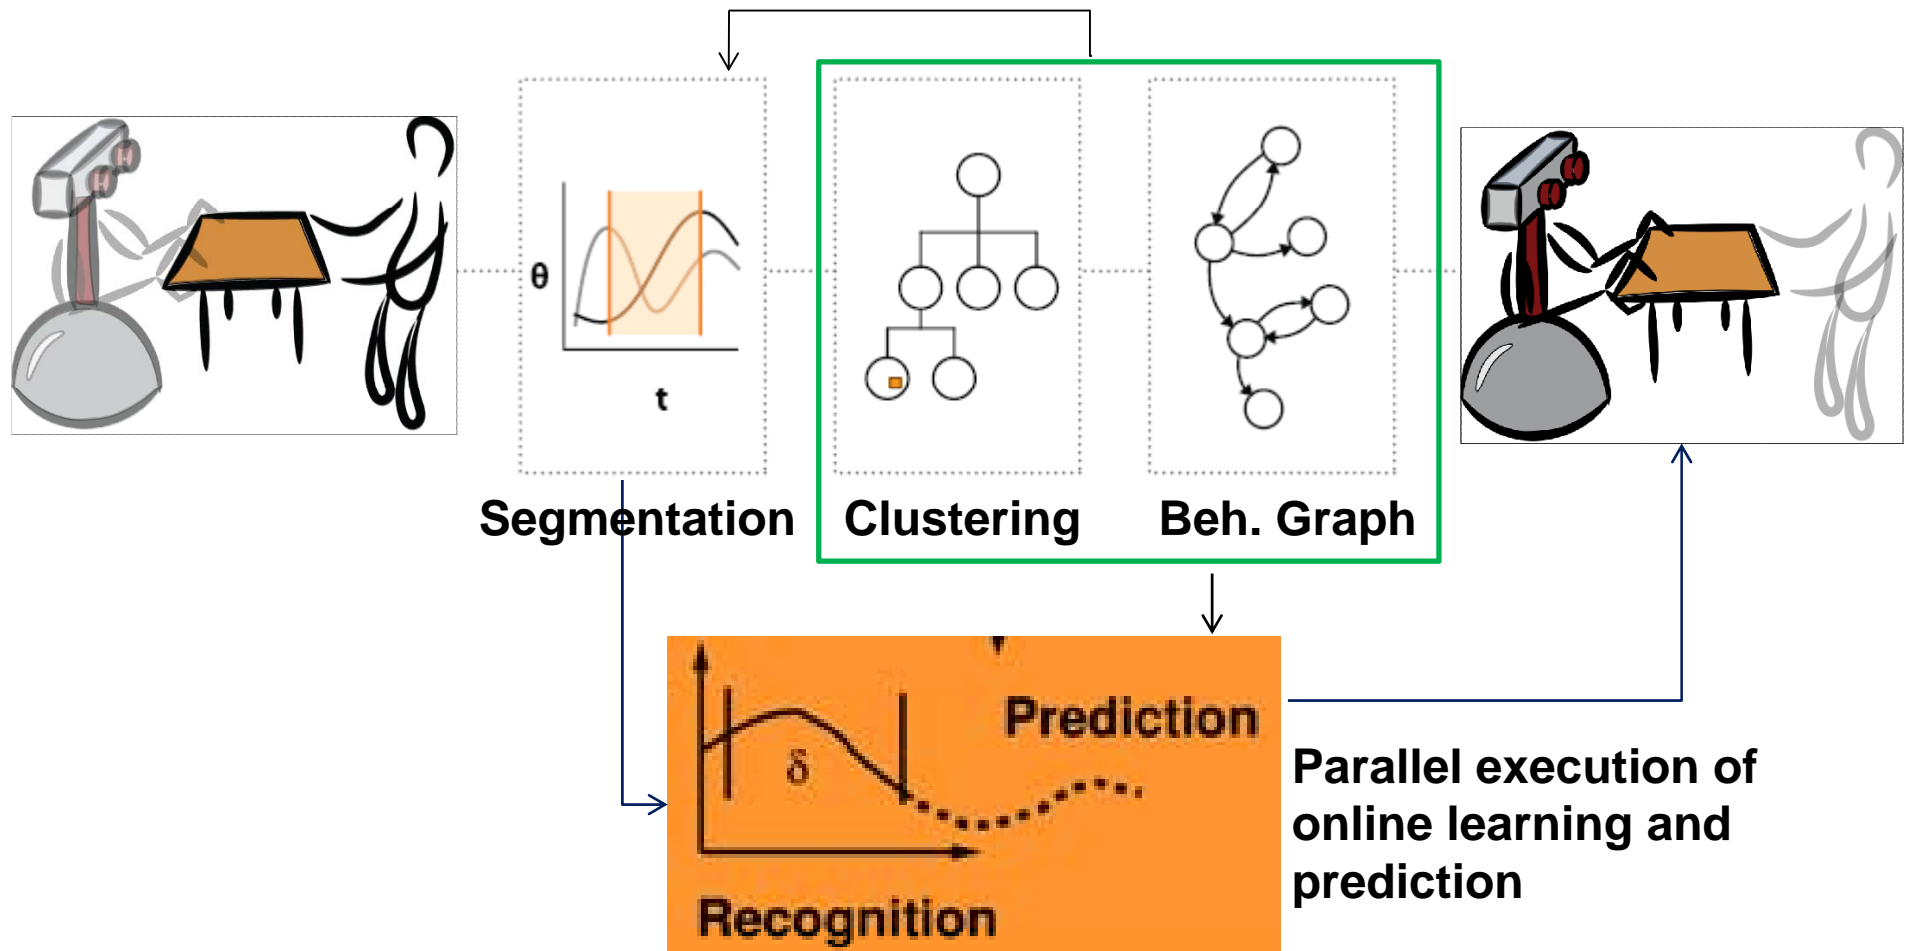 θ
t
Segmentation
Clustering
Beh. Graph
Prediction
δ
Recognition
Parallel execution of
online learning and
prediction